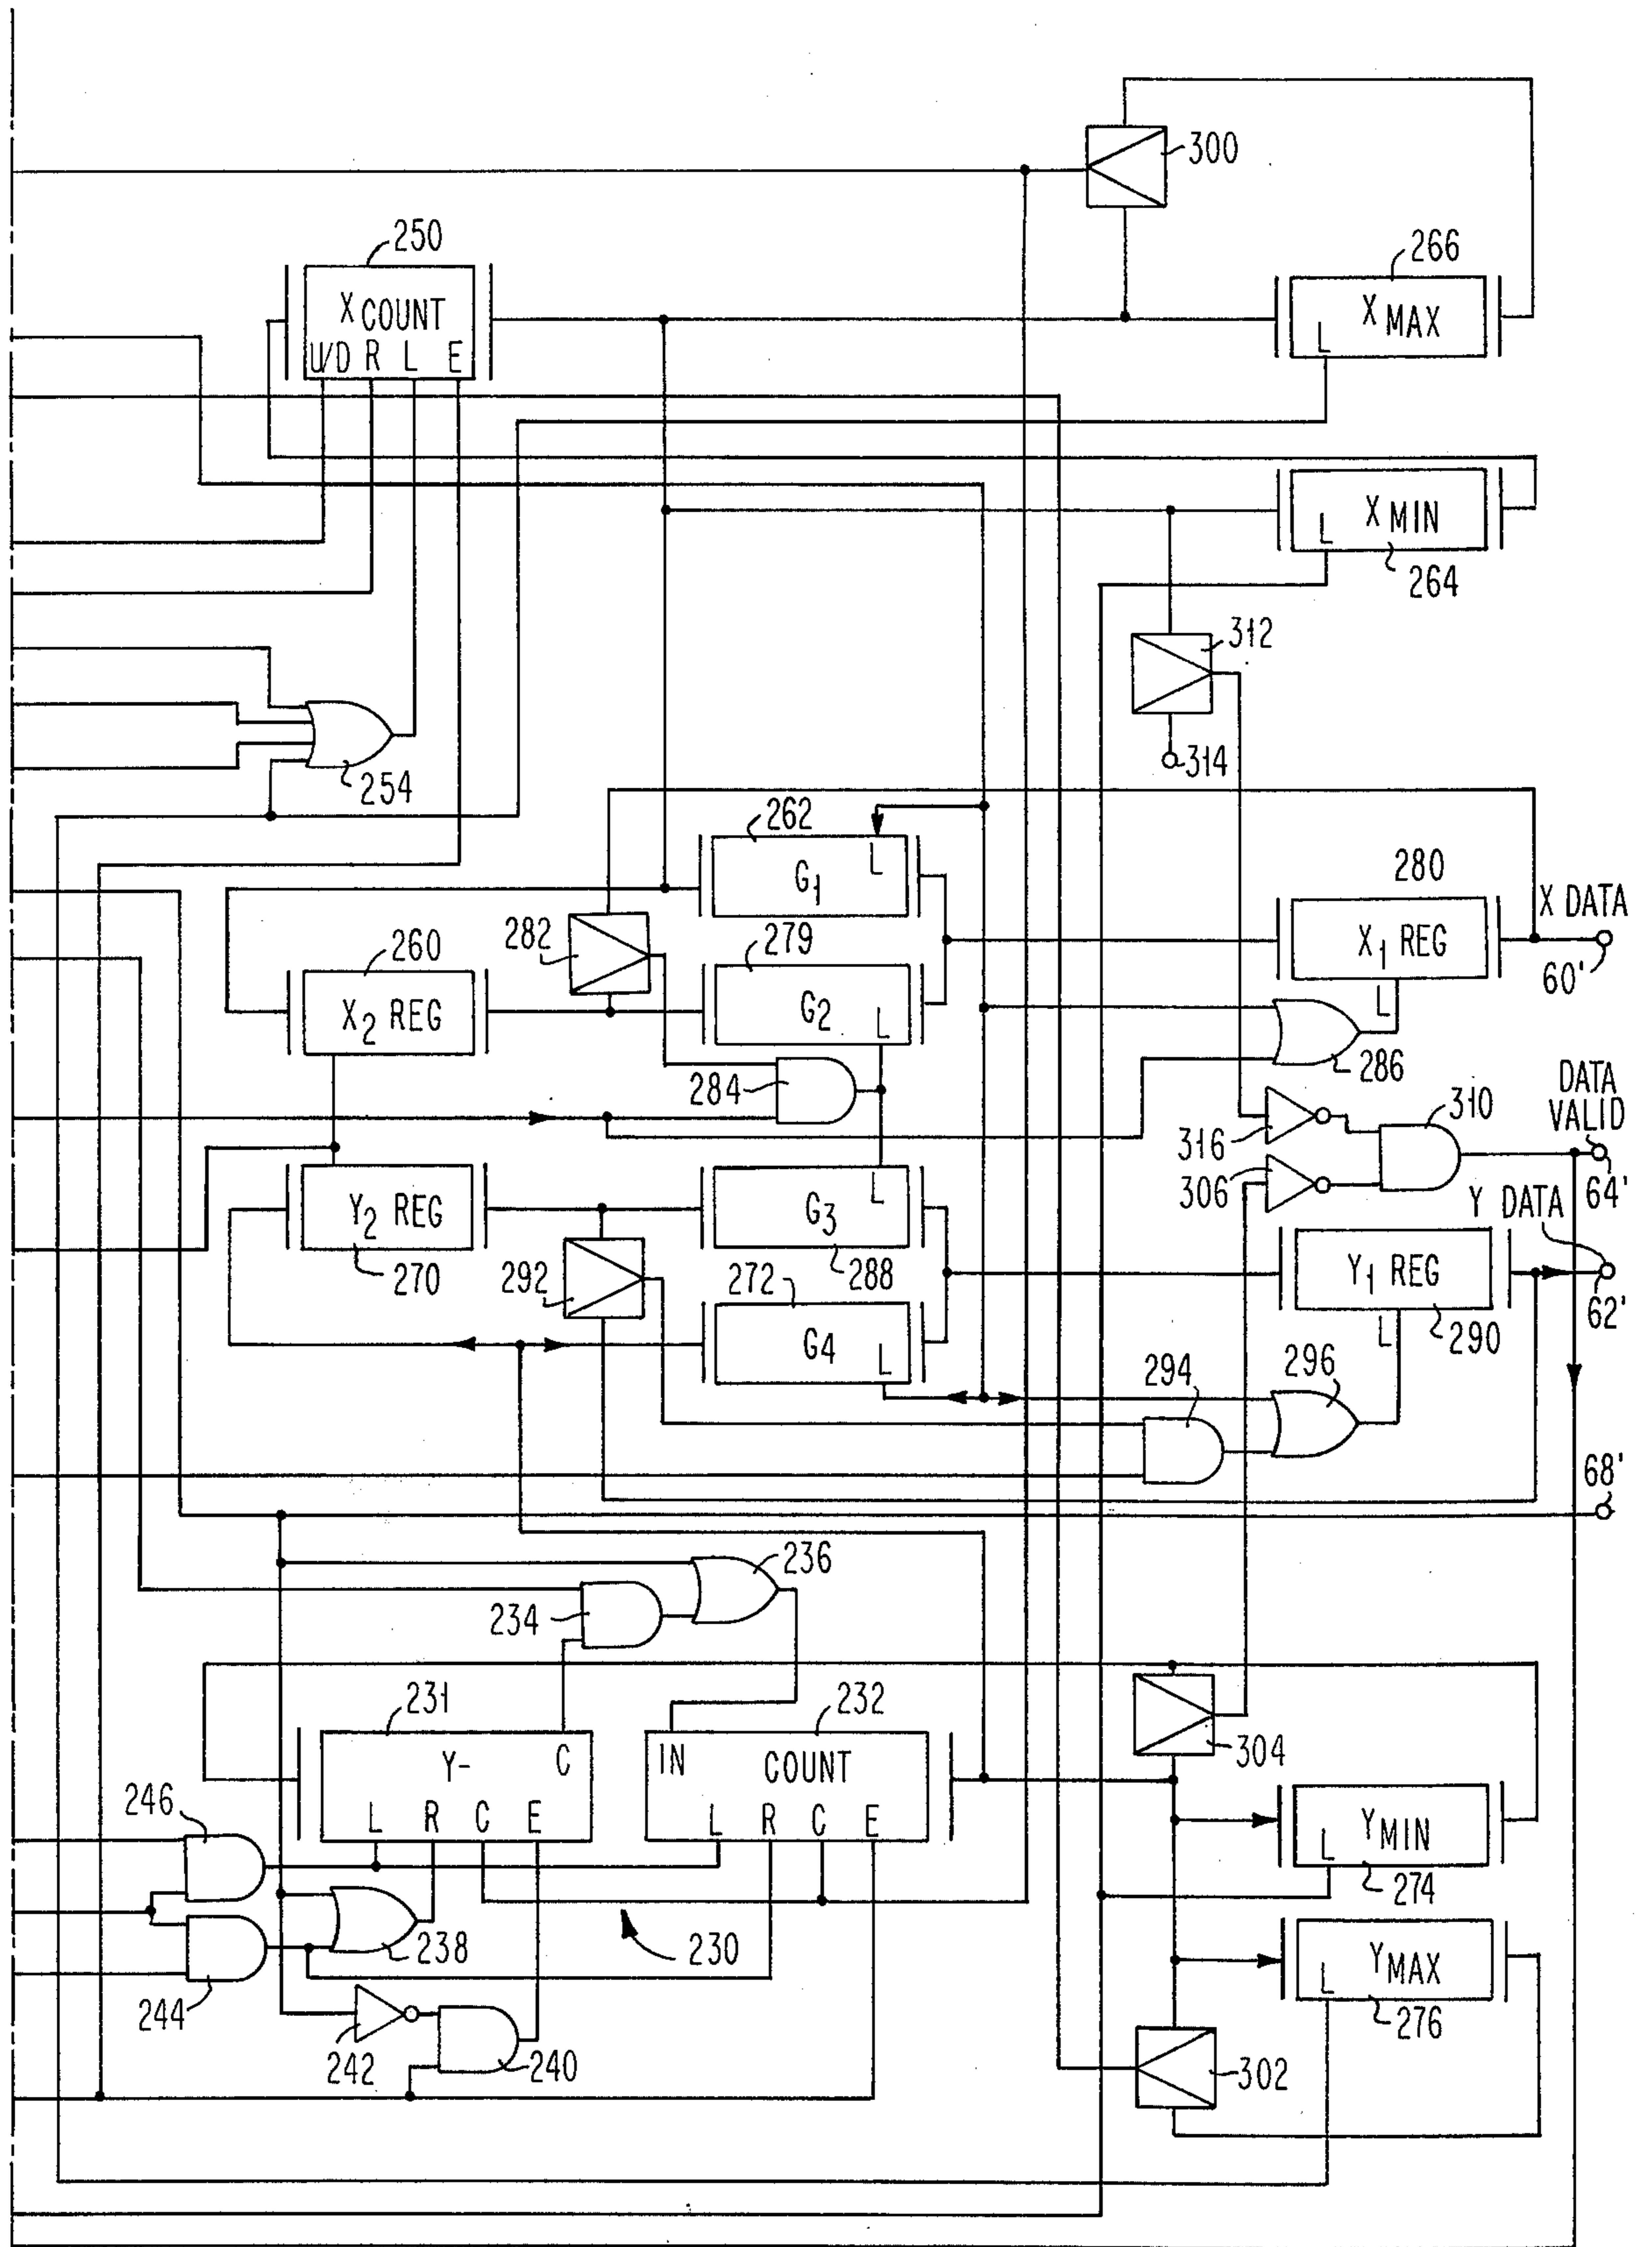 300
250
266
X COUNT
U/D R L E
X MAX
L
X MIN
L
264
312
314
254
262
L
G1
280
X DATA
282
279
260
X1 REG
60'
X2 REG
G2
L
L
284
286
DATA
VALID
310
316
306
64'
Y DATA
Y2 REG
L
G3
270
292
272
288
Y1 REG
62'
G4
L
L
290
294
296
68'
236
234
231
232
304
Y-
C
IN
COUNT
246
L R C E
L R C E
YMIN
L
274
238
230
YMAX
L
244
276
242
240
302